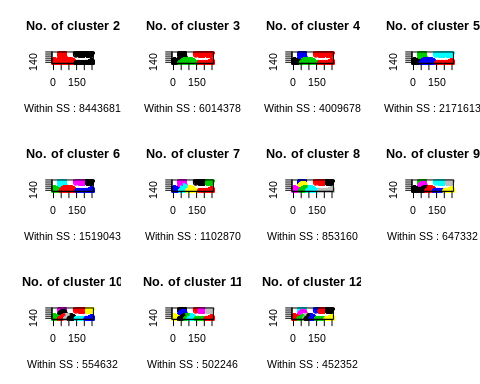 No. of cluster 2 No. of cluster 3 No. of cluster 4 No. of cluster 5
140 140 140 140
0 150 0 150 0 150 0 150
Within SS : 8443681 Within SS : 6014378 Within SS : 4009678 Within SS : 2171613
No. of cluster 6 No. of cluster 7 No. of cluster 8 No. of cluster 9
140 140 140 140
0 150 0 150 0 150 0 150
Within SS : 1519043 Within SS : 1102870 Within SS : 853160 Within SS : 647332
No. of cluster 10 No. of cluster 11 No. of cluster 12
140 140 140
0 150 0 150 0 150
Within SS : 554632 Within SS : 502246 Within SS : 452352